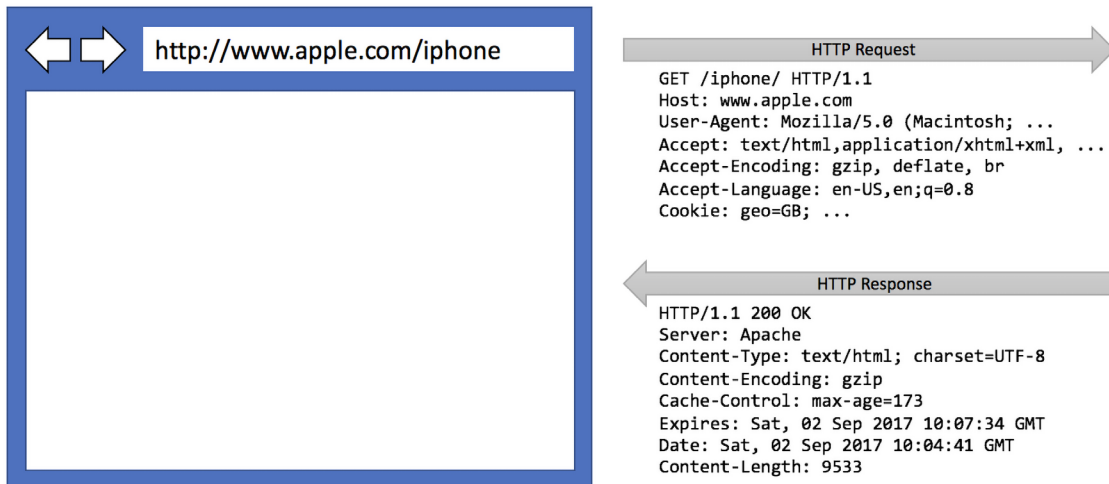 http://www.apple.com/iphone
HTTP Request
GET /iphone/ HTTP/1.1
Host: www.apple.com
User-Agent: Mozilla/5.0 (Macintosh; ...
Accept: text/html,application/xhtml+xml, ...
Accept-Encoding: gzip, deflate, br
Accept-Language: en-US,en;q=0.8
Cookie: geo=GB; ...
HTTP Response
HTTP/1.1 200 OK
Server: Apache
Content-Type: text/html; charset=UTF-8
Content-Encoding: gzip
Cache-Control: max-age=173
Expires: Sat, 02 Sep 2017 10:07:34 GMT
Date: Sat, 02 Sep 2017 10:04:41 GMT
Content-Length: 9533